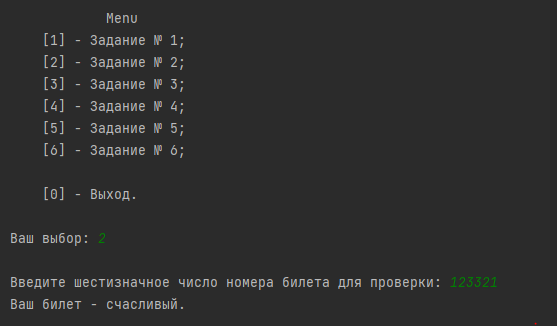 Menu
[1] - Задание № 1;
[2] - Задание № 2;
[3] - Задание № 3;
[4] - Задание № 4;
[5] - Задание № 5;
[6] - Задание № 6;
[0] - Выход.
Ваш выбор: 2
Введите шестизначное число номера билета для проверки: 123321
Ваш билет - счасливый.